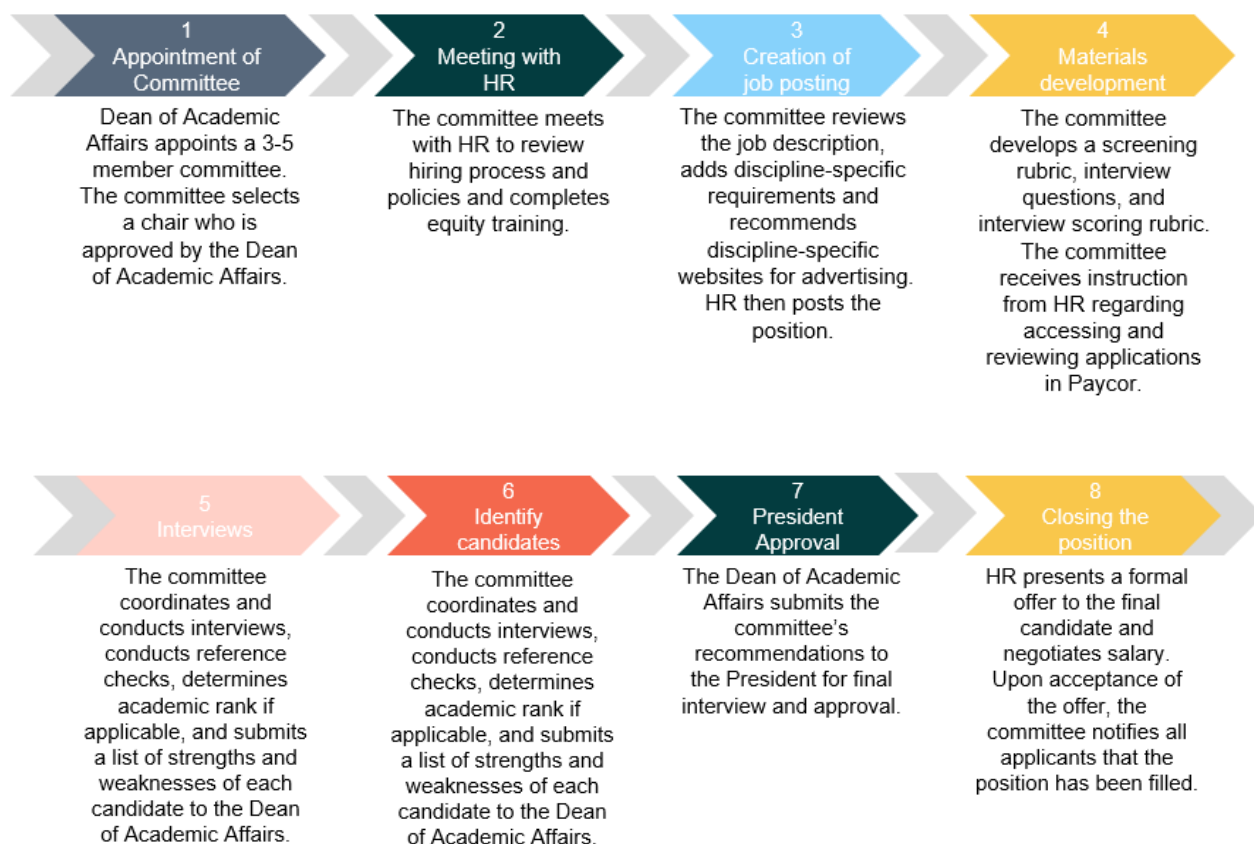 1
Appointment of
Committee
Dean of Academic
Affairs appoints a 3-5
member committee.
The committee selects
a chair who is
approved by the Dean
of Academic Affairs.
2
Meeting with
HR
The committee meets
with HR to review
hiring process and
policies and completes
equity training.
3
Creation of
job posting
The committee reviews
the job description,
adds discipline-specific
requirements and
recommends
discipline-specific
websites for advertising.
HR then posts the
position.
4
Materials
development
The committee
develops a screening
rubric, interview
questions, and
interview scoring rubric.
The committee
receives instruction
from HR regarding
accessing and
reviewing applications
in Paycor.
5
Interviews
The committee
coordinates and
conducts interviews,
conducts reference
checks, determines
academic rank if
applicable, and submits
a list of strengths and
weaknesses of each
candidate to the Dean
of Academic Affairs.
6
Identify
candidates
The committee
coordinates and
conducts interviews,
conducts reference
checks, determines
academic rank if
applicable, and submits
a list of strengths and
weaknesses of each
candidate to the Dean
of Academic Affairs.
7
President
Approval
The Dean of Academic
Affairs submits the
committee's
recommendations to
the President for final
interview and approval.
8
Closing the
position
HR presents a formal
offer to the final
candidate and
negotiates salary.
Upon acceptance of
the offer, the
committee notifies all
applicants that the
position has been filled.